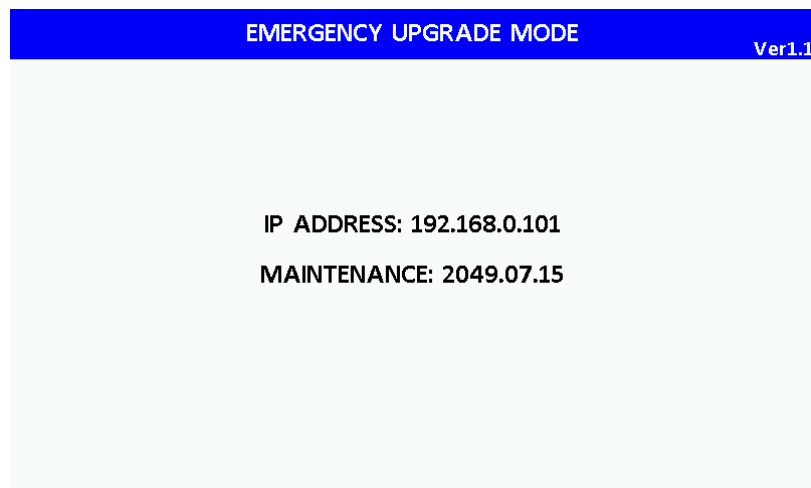 EMERGENCY UPGRADE MODE
Ver1.1
IP ADDRESS: 192.168.0.101
MAINTENANCE: 2049.07.15